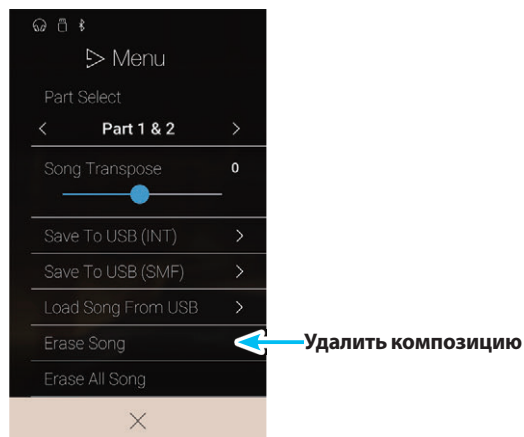 Menu
Part Select
< Part 1 & 2 >
Song Transpose 0
Save To USB (INT) >
Save To USB (SMF) >
Load Song From USB >
Erase Song
Удалить композицию
Erase All Song